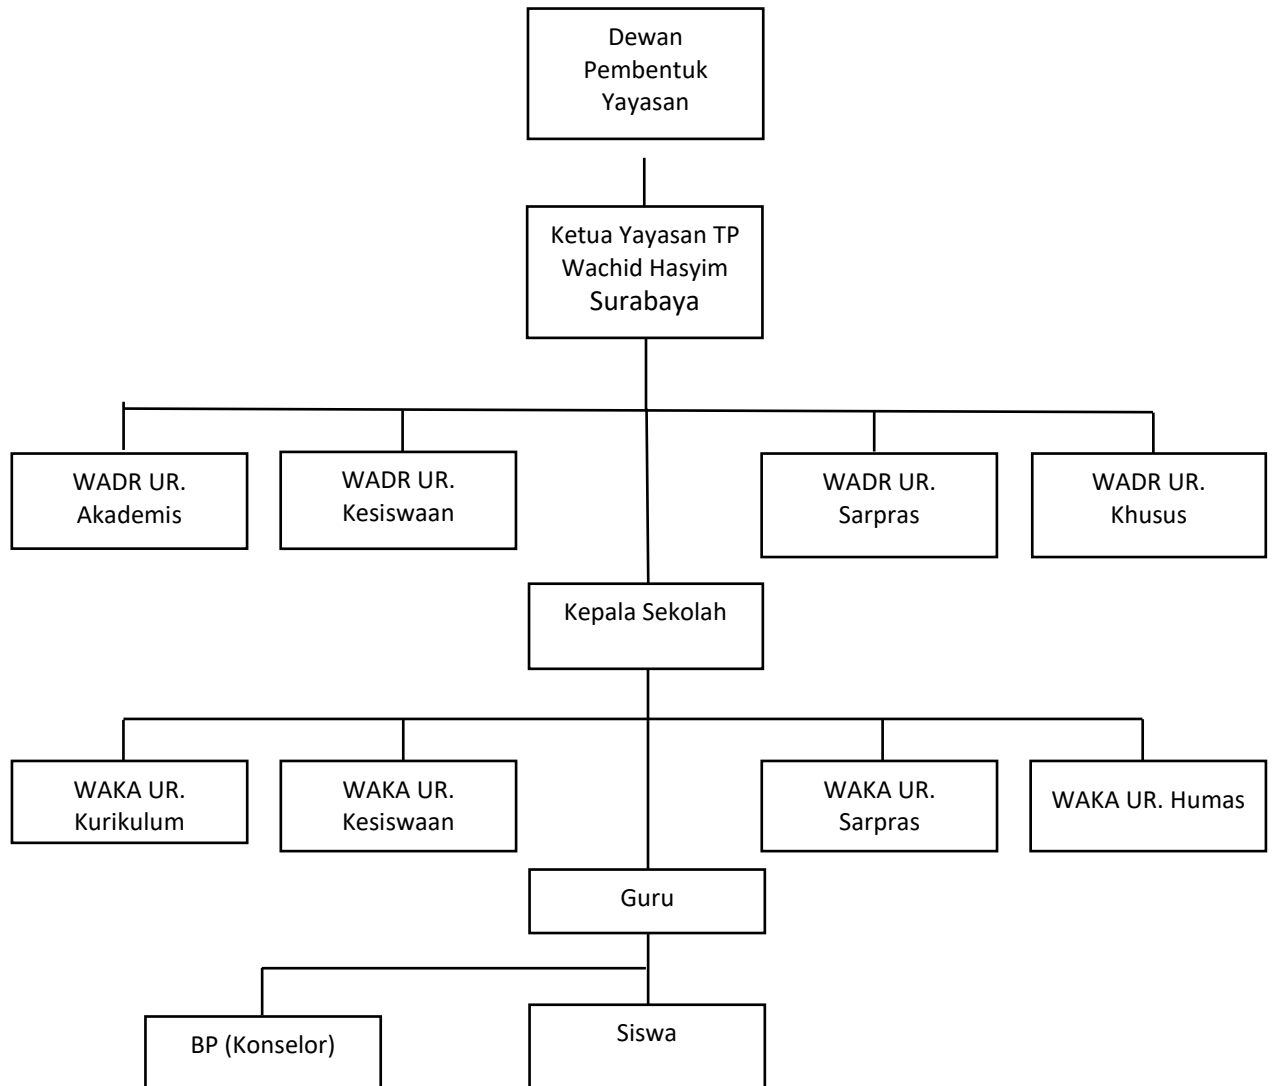 Dewan
Pembentuk
Yayasan
Ketua Yayasan TP
Wachid Hasyim
Surabaya
WADR UR.
Akademis
WADR UR.
Kesiswaan
WADR UR.
Sarpras
WADR UR.
Khusus
Kepala Sekolah
WAKA UR.
Kurikulum
WAKA UR.
Kesiswaan
WAKA UR.
Sarpras
WAKA UR. Humas
Guru
BP (Konselor)
Siswa